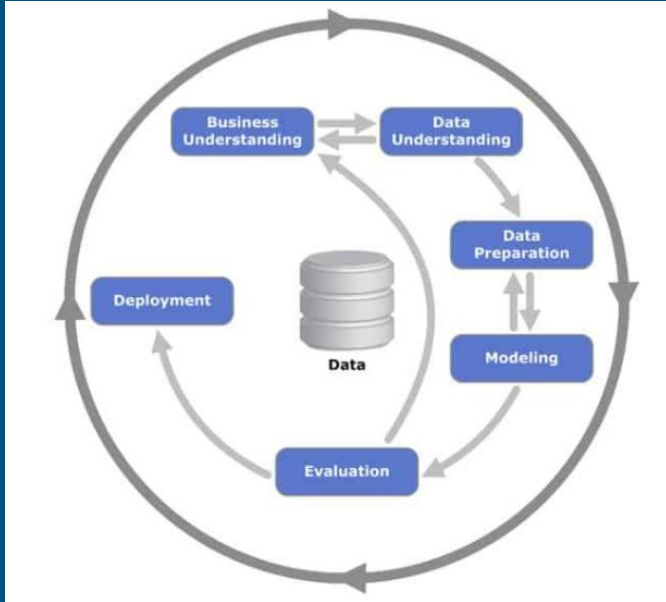 Business
Understanding
Data
Understanding
Data
Preparation
Deployment
Data
Modeling
Evaluation